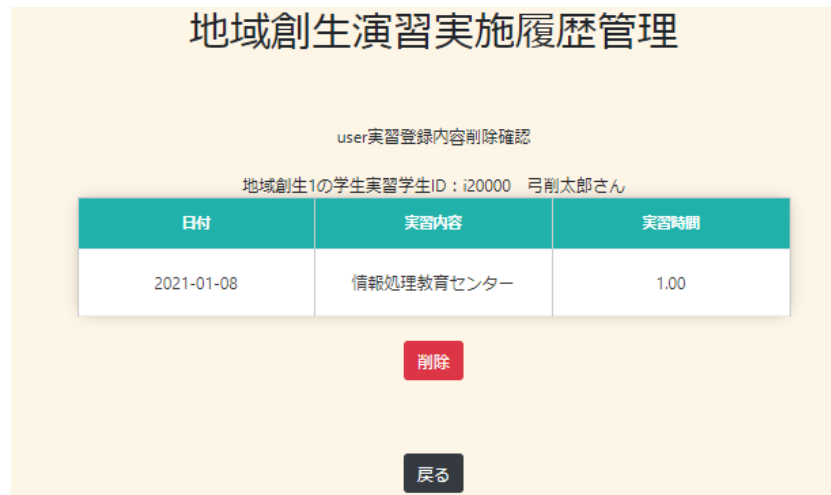 地域創生演習実施履歴管理
user実習登録内容削除確認
地域創生1の学生実習学生ID：i20000　弓削太郎さん
日付 実習内容 実習時間
2021-01-08 情報処理教育センター 1.00
削除
戻る